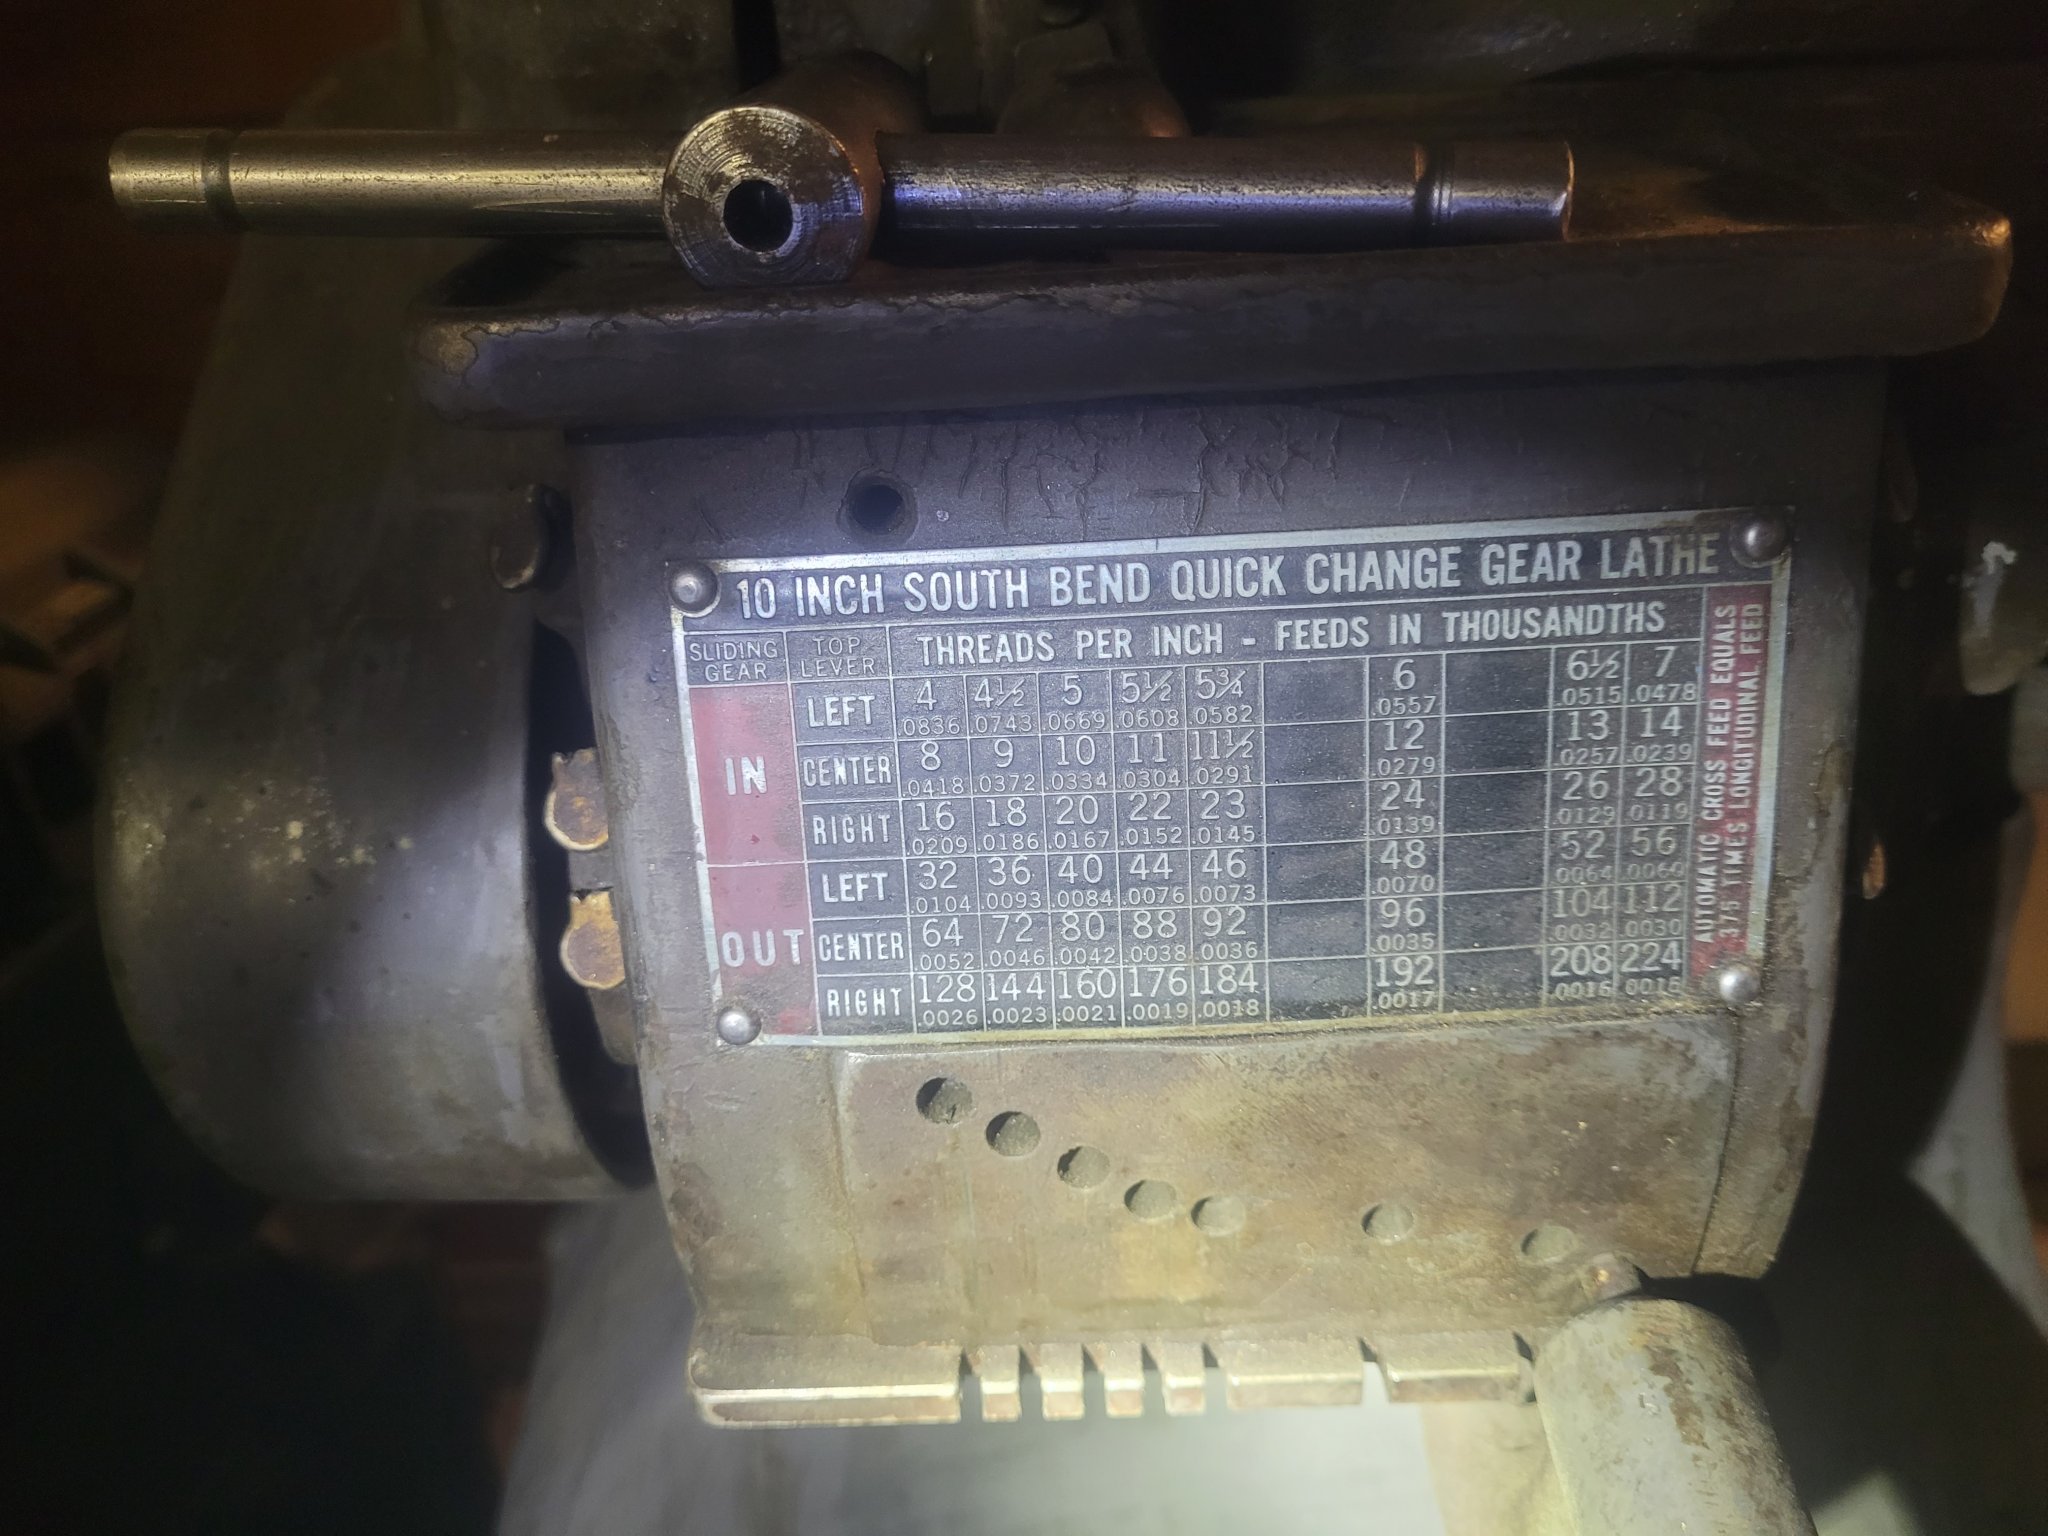 10 INCH SOUTH BEND QUICK CHANGE GEAR LATHE
SLIDING GEAR TOP LEVER THREADS PER INCH - FEEDS IN THOUSANDTHS
IN LEFT 4 4½ 5 5½ 5¾ 6 6½ 7
.0836 .0743 .0669 .0608 .0582 .0557 .0515 .0478
CENTER 8 9 10 11 11½ 12 13 14
.0418 .0372 .0334 .0304 .0291 .0279 .0257 .0239
RIGHT 16 18 20 22 23 24 26 28
.0209 .0186 .0167 .0152 .0145 .0139 .0129 .0119
OUT LEFT 32 36 40 44 46 48 52 56
.0104 .0093 .0084 .0076 .0073 .0070 .0064 .0060
CENTER 64 72 80 88 92 96 104 112
.0052 .0046 .0042 .0038 .0036 .0035 .0032 .0030
RIGHT 128 144 160 176 184 192 208 224
.0026 .0023 .0021 .0019 .0018 .0017 .0016 .0015
AUTOMATIC CROSS FEED EQUALS
.375 TIMES LONGITUDINAL FEED